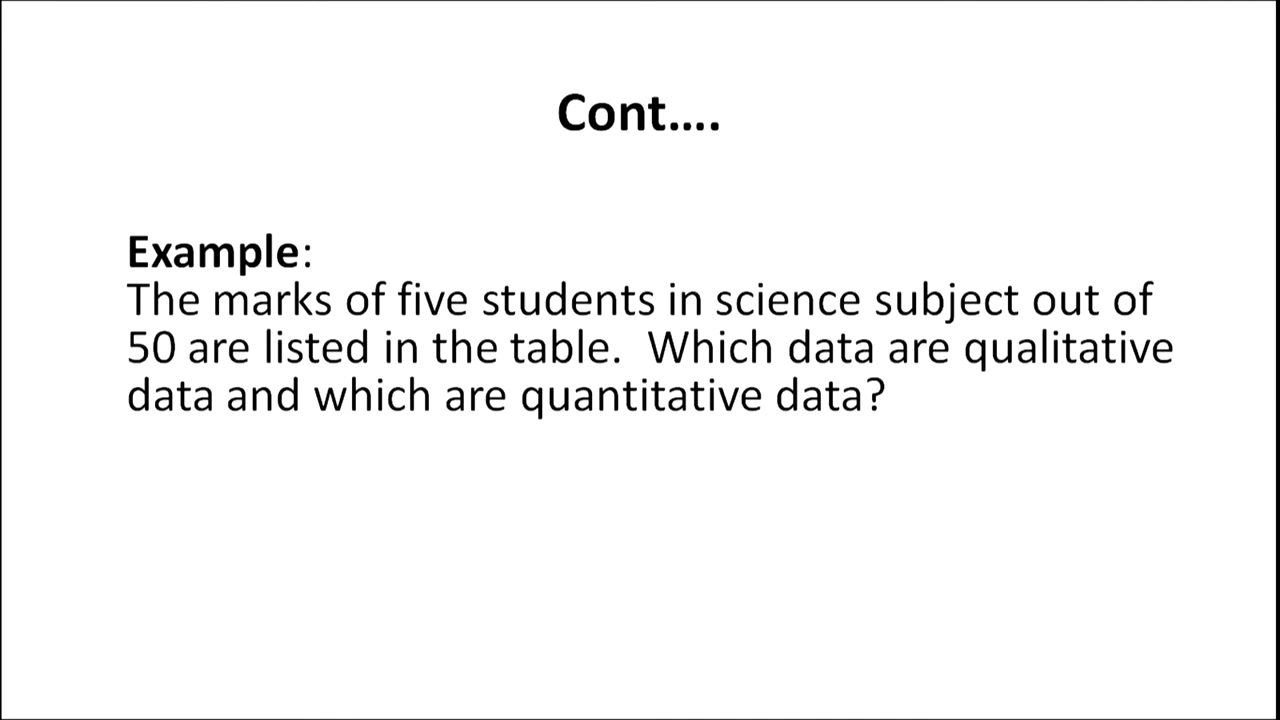 Cont....
Example:
The marks of five students in science subject out of
50 are listed in the table.  Which data are qualitative
data and which are quantitative data?